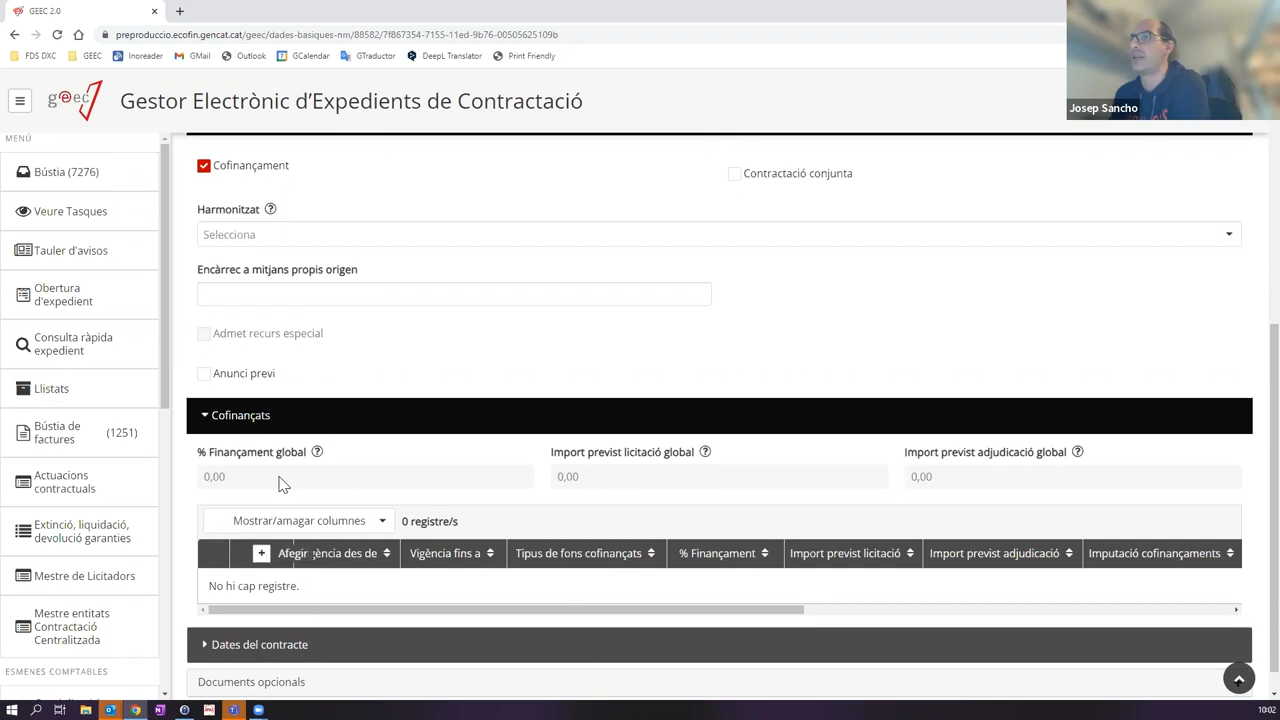 GEEC 2.0
preproduccio.ecofin.gencat.cat/geec/dades-basiques-nm/88582/7f867354-7155-11ed-9b76-00505625109b
FDS DXC
GEEC
Inoreader
GMail
Outlook
GCalendar
GTraductor
DeepL Translator
Print Friendly
geec
Gestor Electrònic d'Expedients de Contractació
Josep Sancho
MENÚ
Bústia (7276)
Veure Tasques
Tauler d'avisos
Obertura
d'expedient
Consulta ràpida
expedient
Llistats
Bústia de
factures
(1251)
Actuacions
contractuals
Extinció, liquidació,
devolució garanties
Mestre de Licitadors
Mestre entitats
Contractació
Centralitzada
ESMENES COMPTABLES
Cofinançament
Contractació conjunta
Harmonitzat
Selecciona
Encàrrec a mitjans propis origen
Admet recurs especial
Anunci previ
Cofinançats
% Finançament global
Import previst licitació global
Import previst adjudicació global
0,00
0,00
0,00
Mostrar/amagar columnes
0 registre/s
Afegir
gència des de
Vigència fins a
Tipus de fons cofinançats
% Finançament
Import previst licitació
Import previst adjudicació
Imputació cofinançaments
No hi cap registre.
Dates del contracte
Documents opcionals
10:02